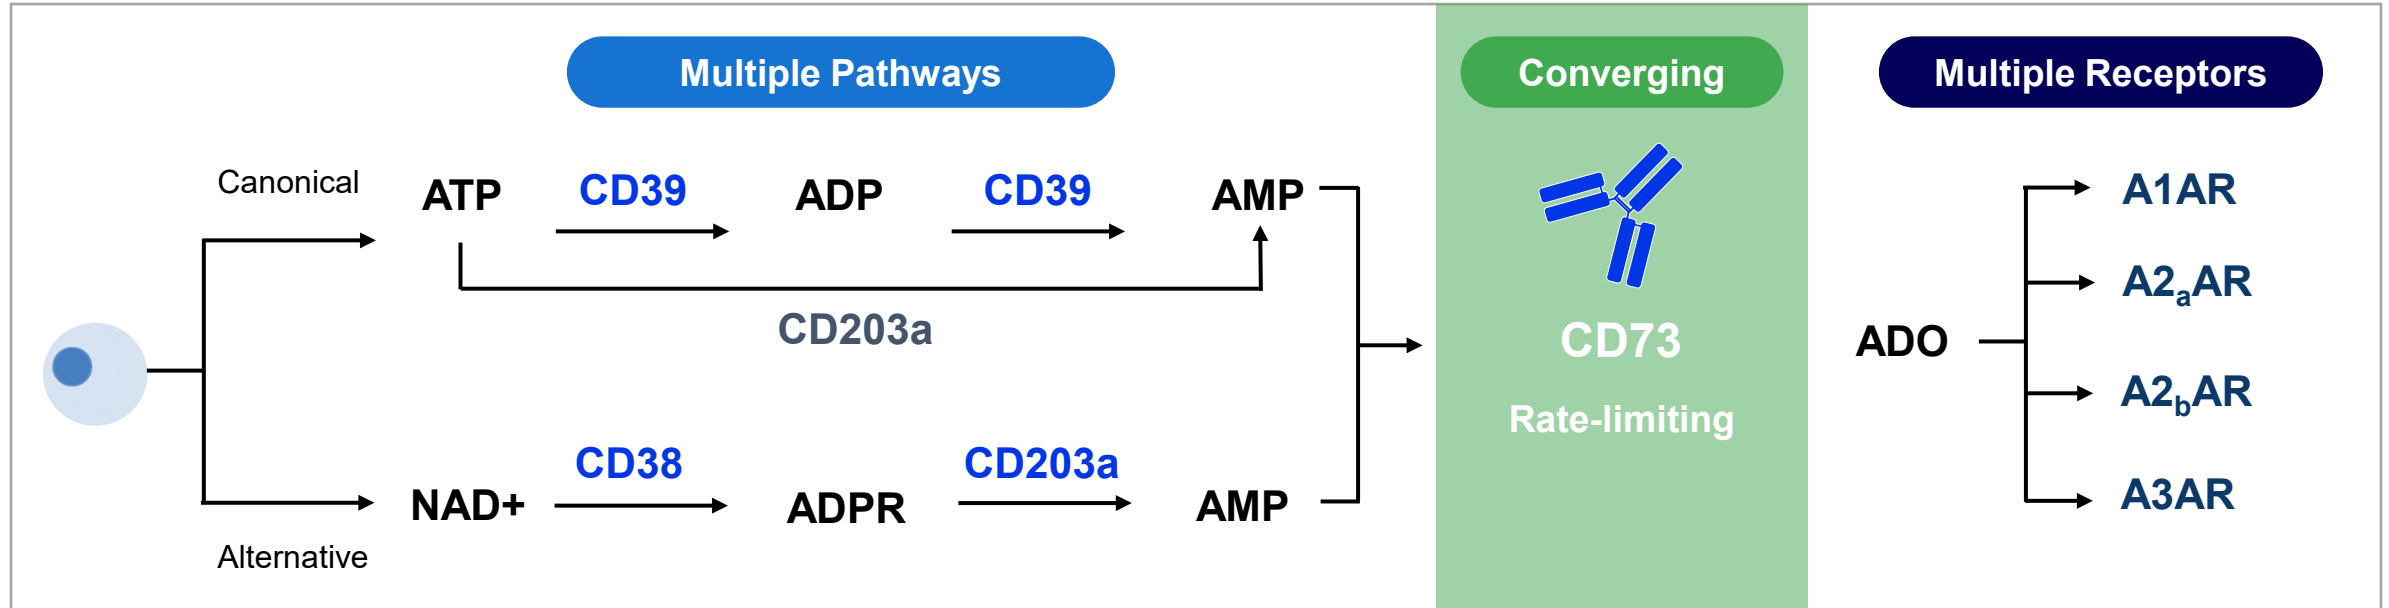 Multiple Pathways
Converging
Multiple Receptors
Canonical
ATP CD39 ADP CD39 AMP
CD203a
NAD+ CD38 ADPR CD203a AMP
Alternative
CD73
Rate-limiting
ADO
A1AR
A2aAR
A2bAR
A3AR